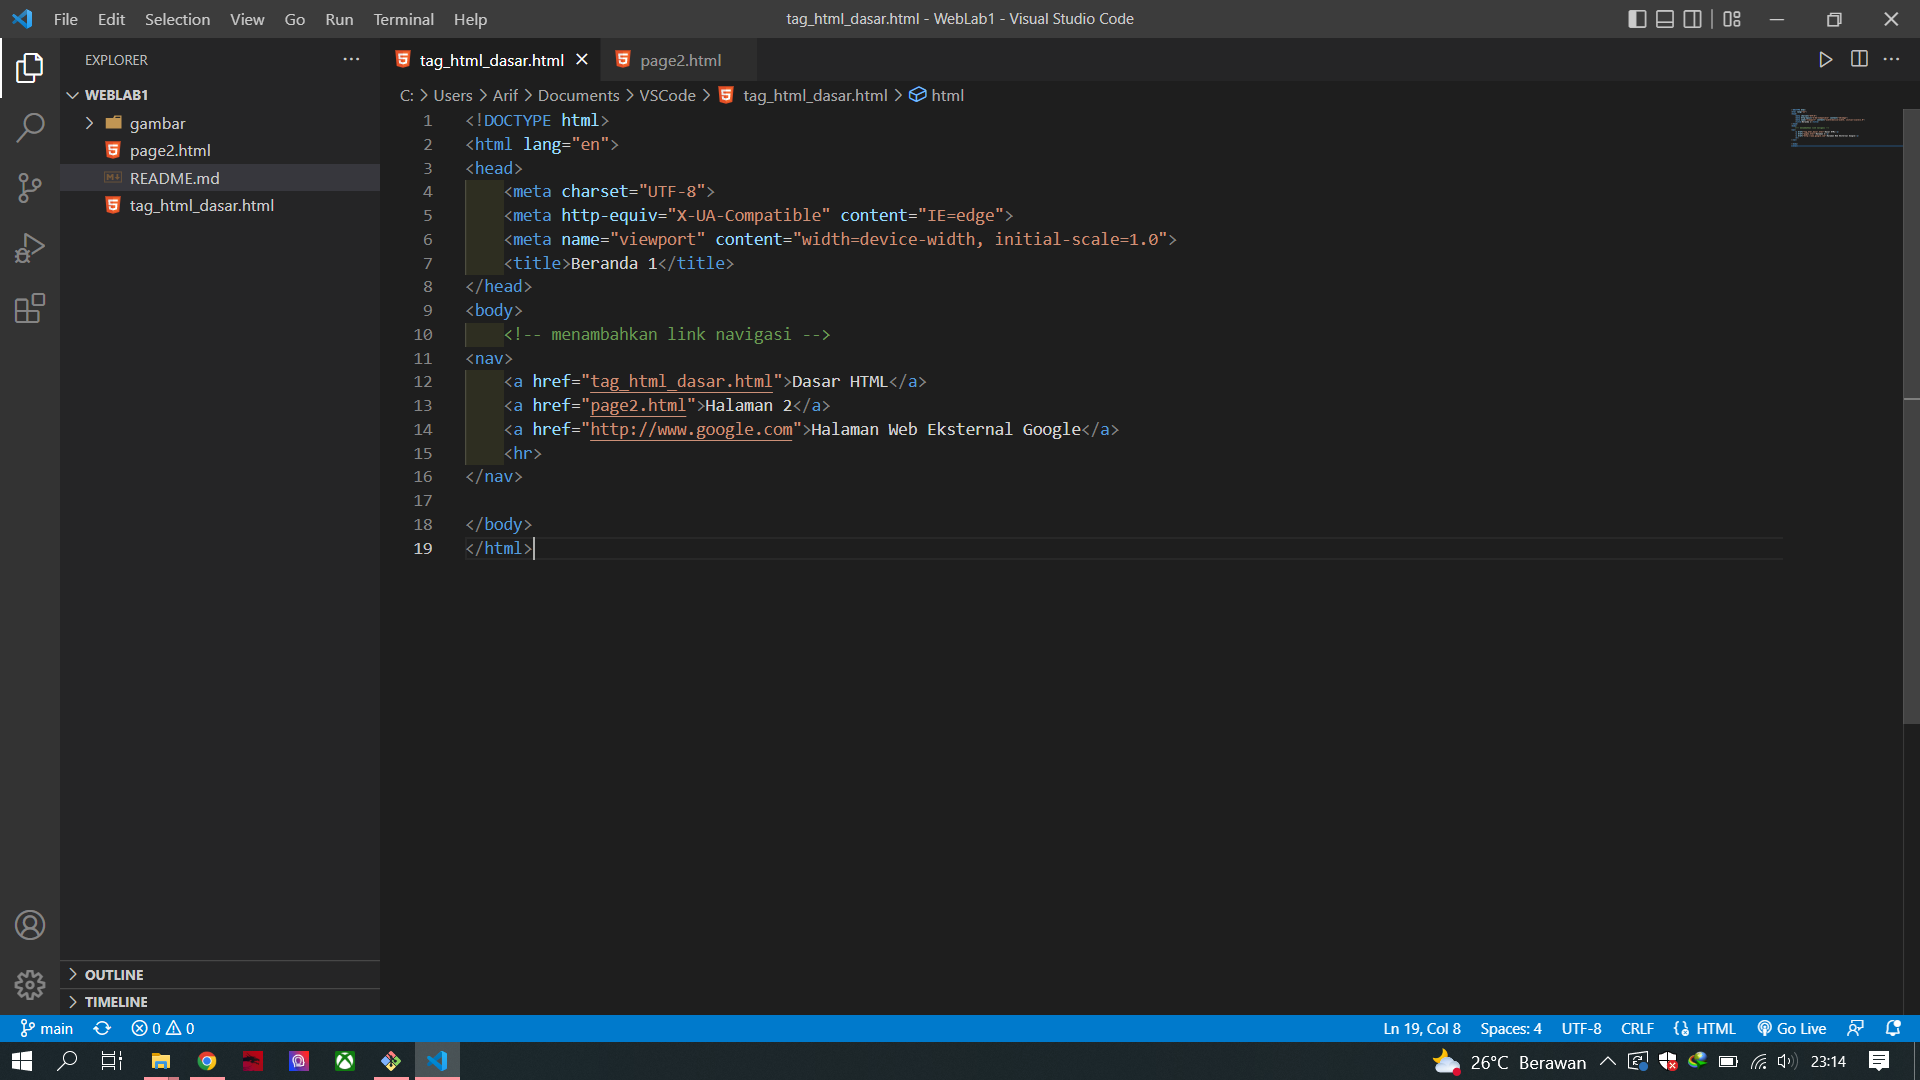 File Edit Selection View Go Run Terminal Help
tag_html_dasar.html - WebLab1 - Visual Studio Code
EXPLORER
WEBLAB1
gambar
page2.html
README.md
tag_html_dasar.html
OUTLINE
TIMELINE
tag_html_dasar.html page2.html
C: > Users > Arif > Documents > VSCode > tag_html_dasar.html > html
1 <!DOCTYPE html>
2 <html lang="en">
3 <head>
4 <meta charset="UTF-8">
5 <meta http-equiv="X-UA-Compatible" content="IE=edge">
6 <meta name="viewport" content="width=device-width, initial-scale=1.0">
7 <title>Beranda 1</title>
8 </head>
9 <body>
10 <!-- menambahkan link navigasi -->
11 <nav>
12 <a href="tag_html_dasar.html">Dasar HTML</a>
13 <a href="page2.html">Halaman 2</a>
14 <a href="http://www.google.com">Halaman Web Eksternal Google</a>
15 <hr>
16 </nav>
17
18 </body>
19 </html>
main 0 0 Ln 19, Col 8 Spaces: 4 UTF-8 CRLF HTML Go Live
26°C Berawan 23:14